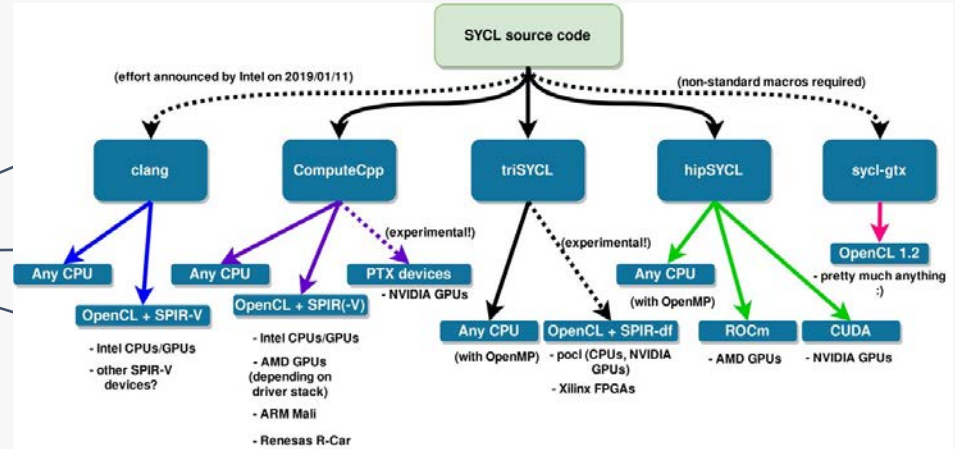 SYCL source code
(effort announced by Intel on 2019/01/11)
(non-standard macros required)
clang
ComputeCpp
triSYCL
hipSYCL
sycl-gtx
(experimental!)
(experimental!)
OpenCL 1.2
- pretty much anything
:)
Any CPU
Any CPU
PTX devices
- NVIDIA GPUs
Any CPU
(with OpenMP)
OpenCL + SPIR-V
- Intel CPUs/GPUs
- other SPIR-V
devices?
OpenCL + SPIR(-V)
- Intel CPUs/GPUs
- AMD GPUs
(depending on
driver stack)
- ARM Mali
- Renesas R-Car
Any CPU
(with OpenMP)
OpenCL + SPIR-df
- pocl (CPUs, NVIDIA
GPUs)
- Xilinx FPGAs
ROCm
- AMD GPUs
CUDA
- NVIDIA GPUs